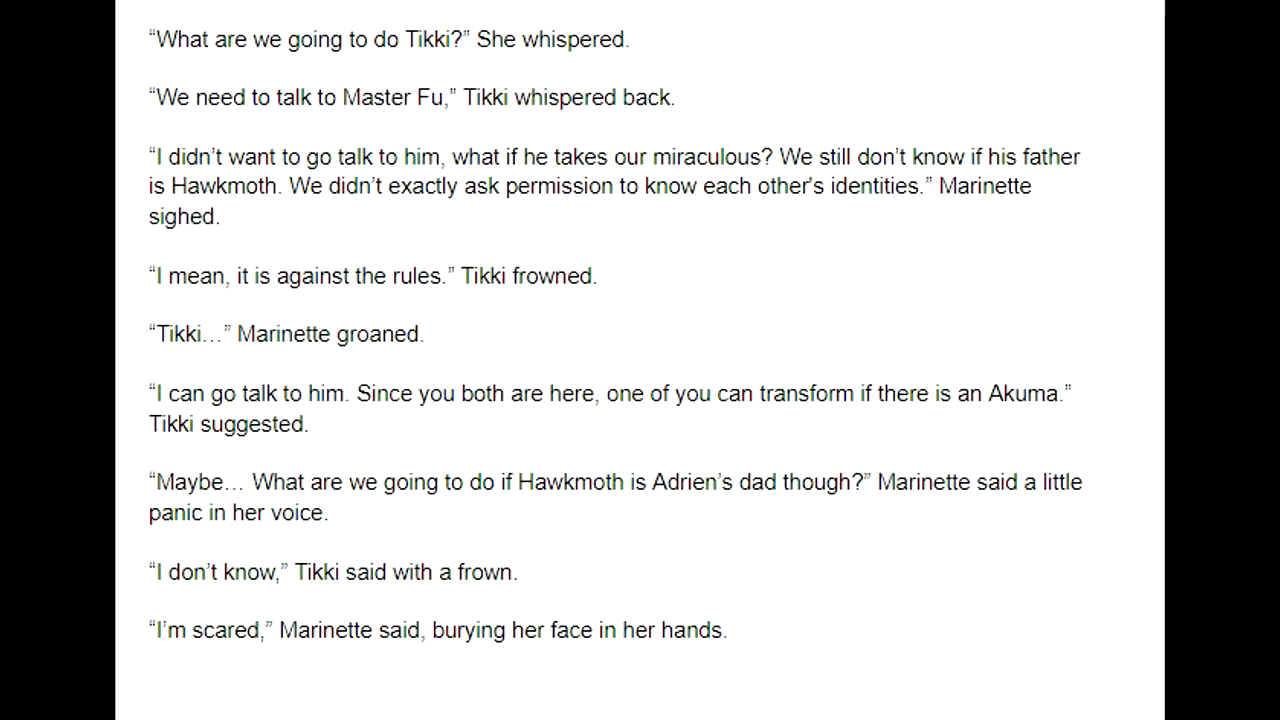 “What are we going to do Tikki?” She whispered.
“We need to talk to Master Fu,” Tikki whispered back.
“I didn’t want to go talk to him, what if he takes our miraculous? We still don’t know if his father
is Hawkmoth. We didn’t exactly ask permission to know each other’s identities.” Marinette
sighed.
“I mean, it is against the rules.” Tikki frowned.
“Tikki…” Marinette groaned.
“I can go talk to him. Since you both are here, one of you can transform if there is an Akuma.”
Tikki suggested.
“Maybe… What are we going to do if Hawkmoth is Adrien’s dad though?” Marinette said a little
panic in her voice.
“I don’t know,” Tikki said with a frown.
“I’m scared,” Marinette said, burying her face in her hands.